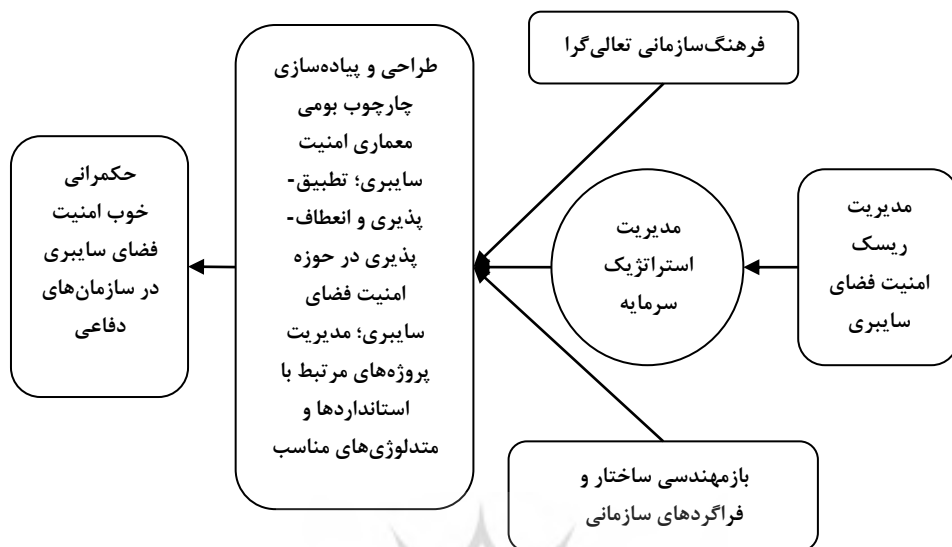 فرهنگ‌سازمانی تعالی‌گرا
مدیریت
ریسک
امنیت فضای
سایبری
مدیریت
استراتژیک
سرمایه
بازمهندسی ساختار و
فراگردهای سازمانی
طراحی و پیاده‌سازی
چارچوب بومی
معماری امنیت
سایبری؛ تطبیق-
پذیری و انعطاف-
پذیری در حوزه
امنیت فضای
سایبری؛ مدیریت
پروژه‌های مرتبط با
استانداردها و
متدلوژی‌های مناسب
حکمرانی
خوب امنیت
فضای سایبری
در سازمان‌های
دفاعی